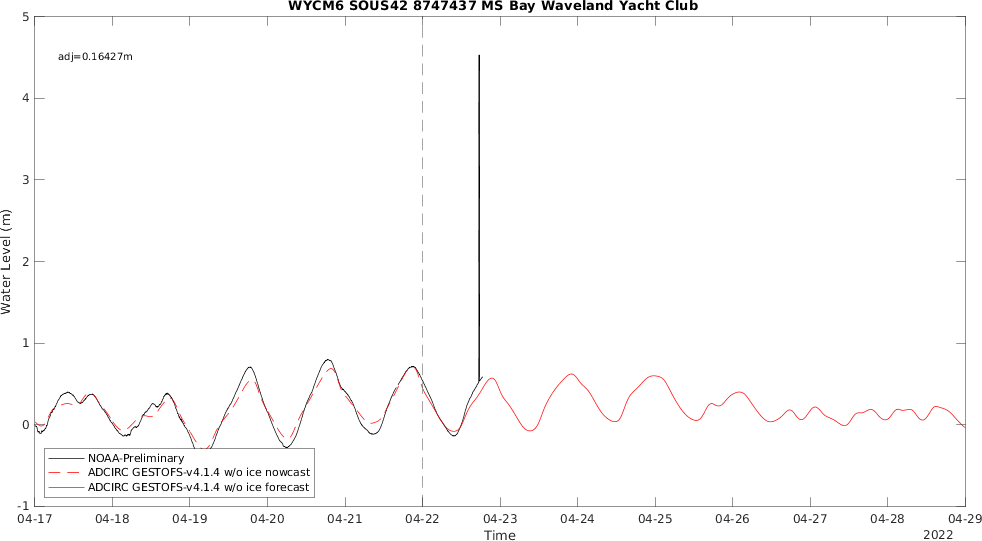 WYCM6 SOUS42 8747437 MS Bay Waveland Yacht Club
adj=0.16427m
5
4
3
2
1
0
-1
Water Level (m)
NOAA-Preliminary
ADCIRC GESTOFS-v4.1.4 w/o ice nowcast
ADCIRC GESTOFS-v4.1.4 w/o ice forecast
04-17 04-18 04-19 04-20 04-21 04-22 04-23 04-24 04-25 04-26 04-27 04-28 04-29
Time
2022